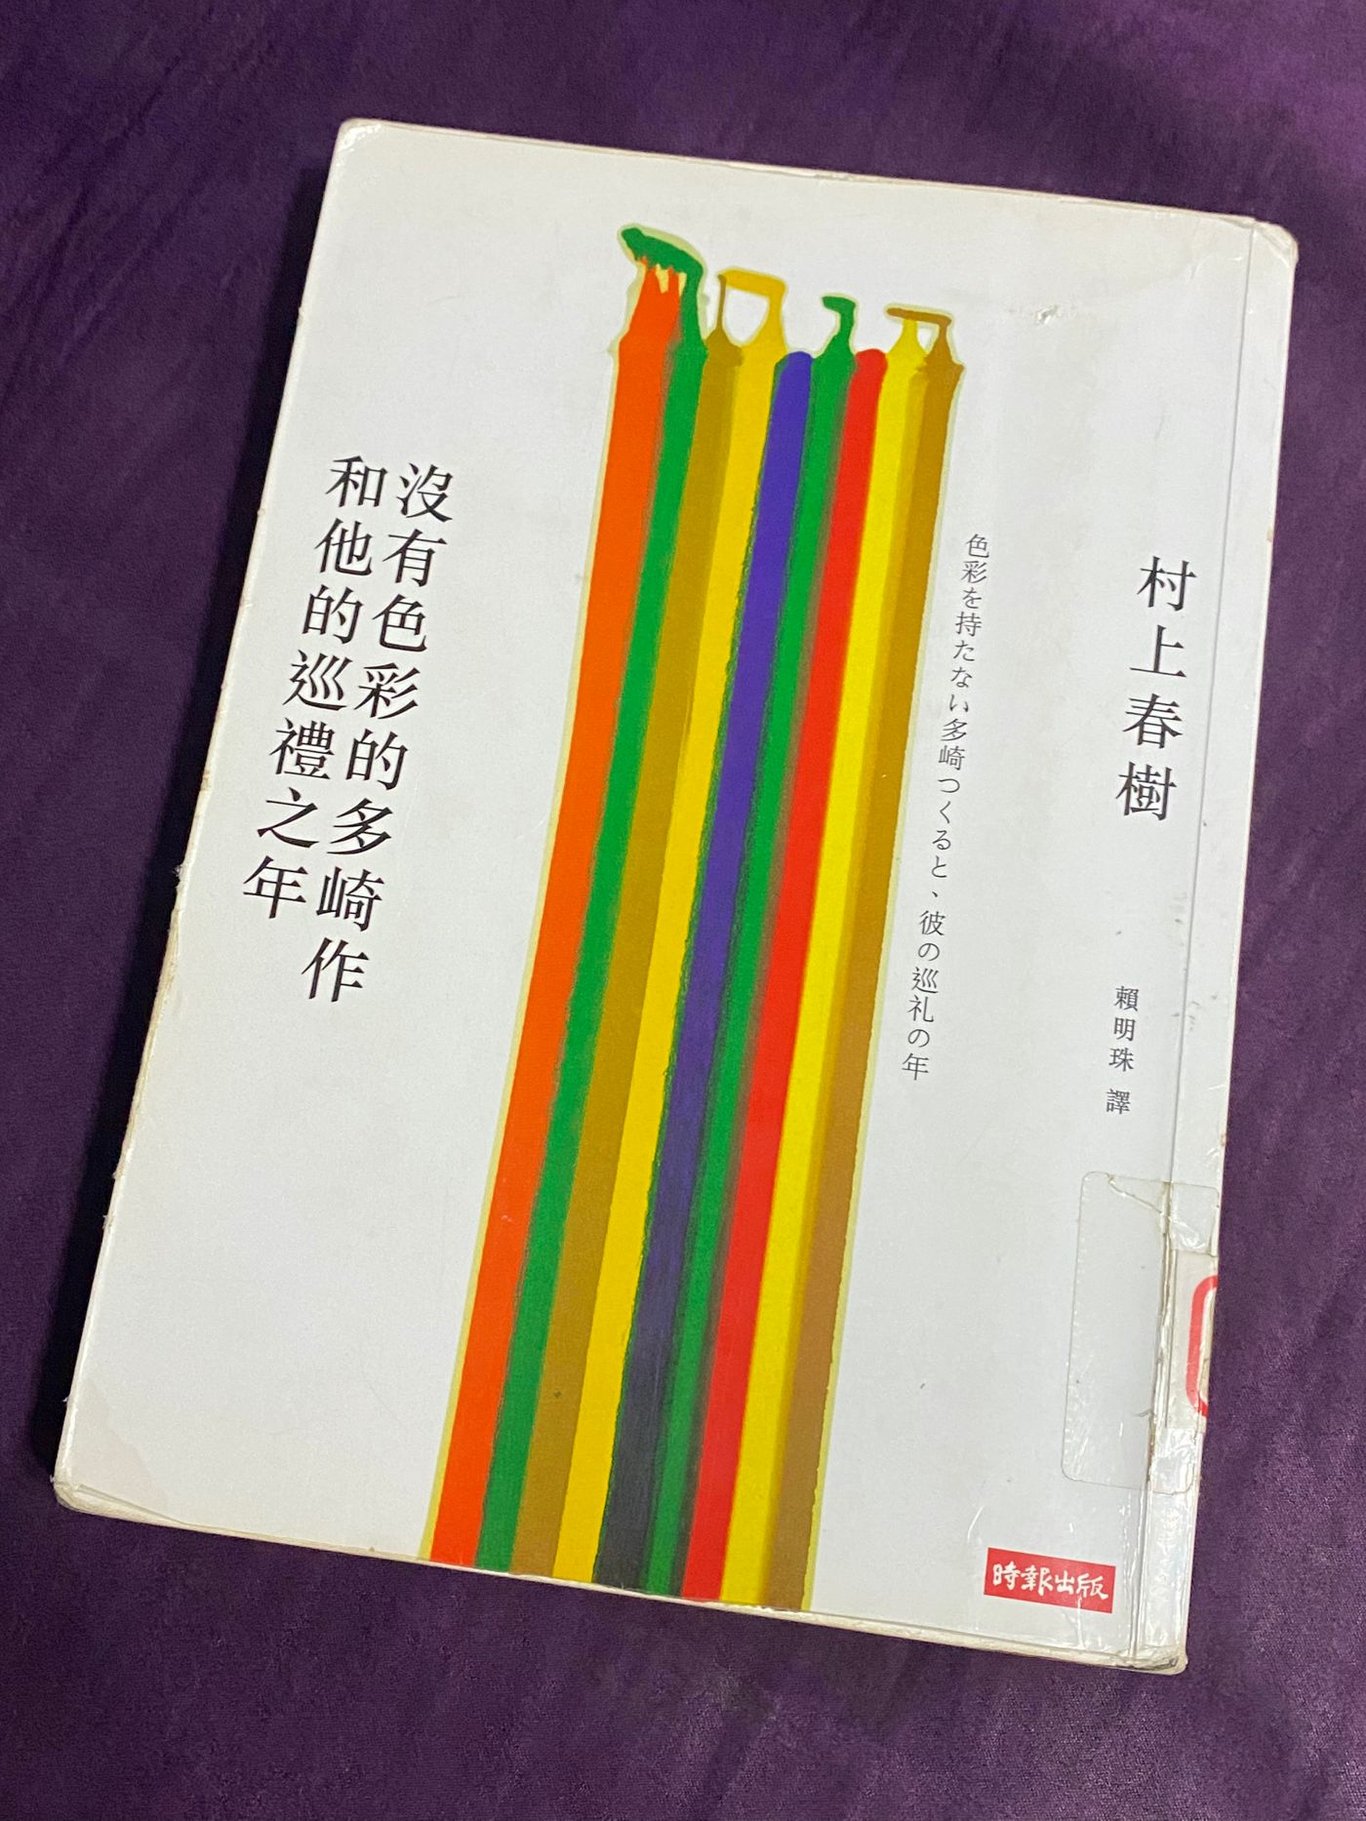 村上春樹
賴明珠 譯
色彩を持たない多崎つくると、彼の巡礼の年
沒有色彩的多崎作
和他的巡禮之年
時報出版